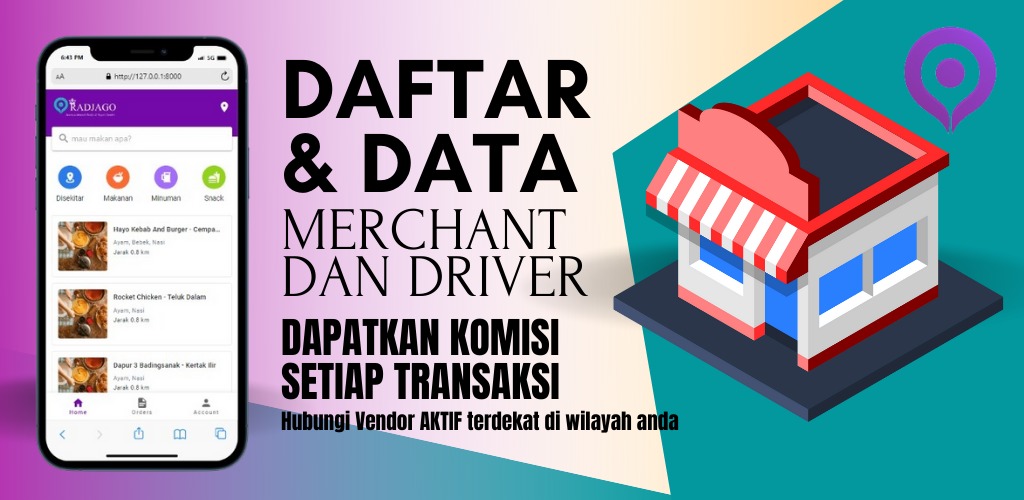 6:41 PM
5G
AA
http://127.0.0.1:8000
RADJAGO
mau makan apa?
Disekitar
Makanan
Minuman
Snack
Hayo Kebab And Burger - Cempa...
Ayam, Bebek, Nasi
Jarak 0.8 km
Rocket Chicken - Teluk Dalam
Ayam, Nasi
Jarak 0.8 km
Dapur 3 Badingsanak - Kertak Ilir
Ayam, Nasi
Jarak 0.8 km
Home
Orders
Account
DAFTAR
& DATA
MERCHANT
DAN DRIVER
DAPATKAN KOMISI
SETIAP TRANSAKSI
Hubungi Vendor AKTIF terdekat di wilayah anda